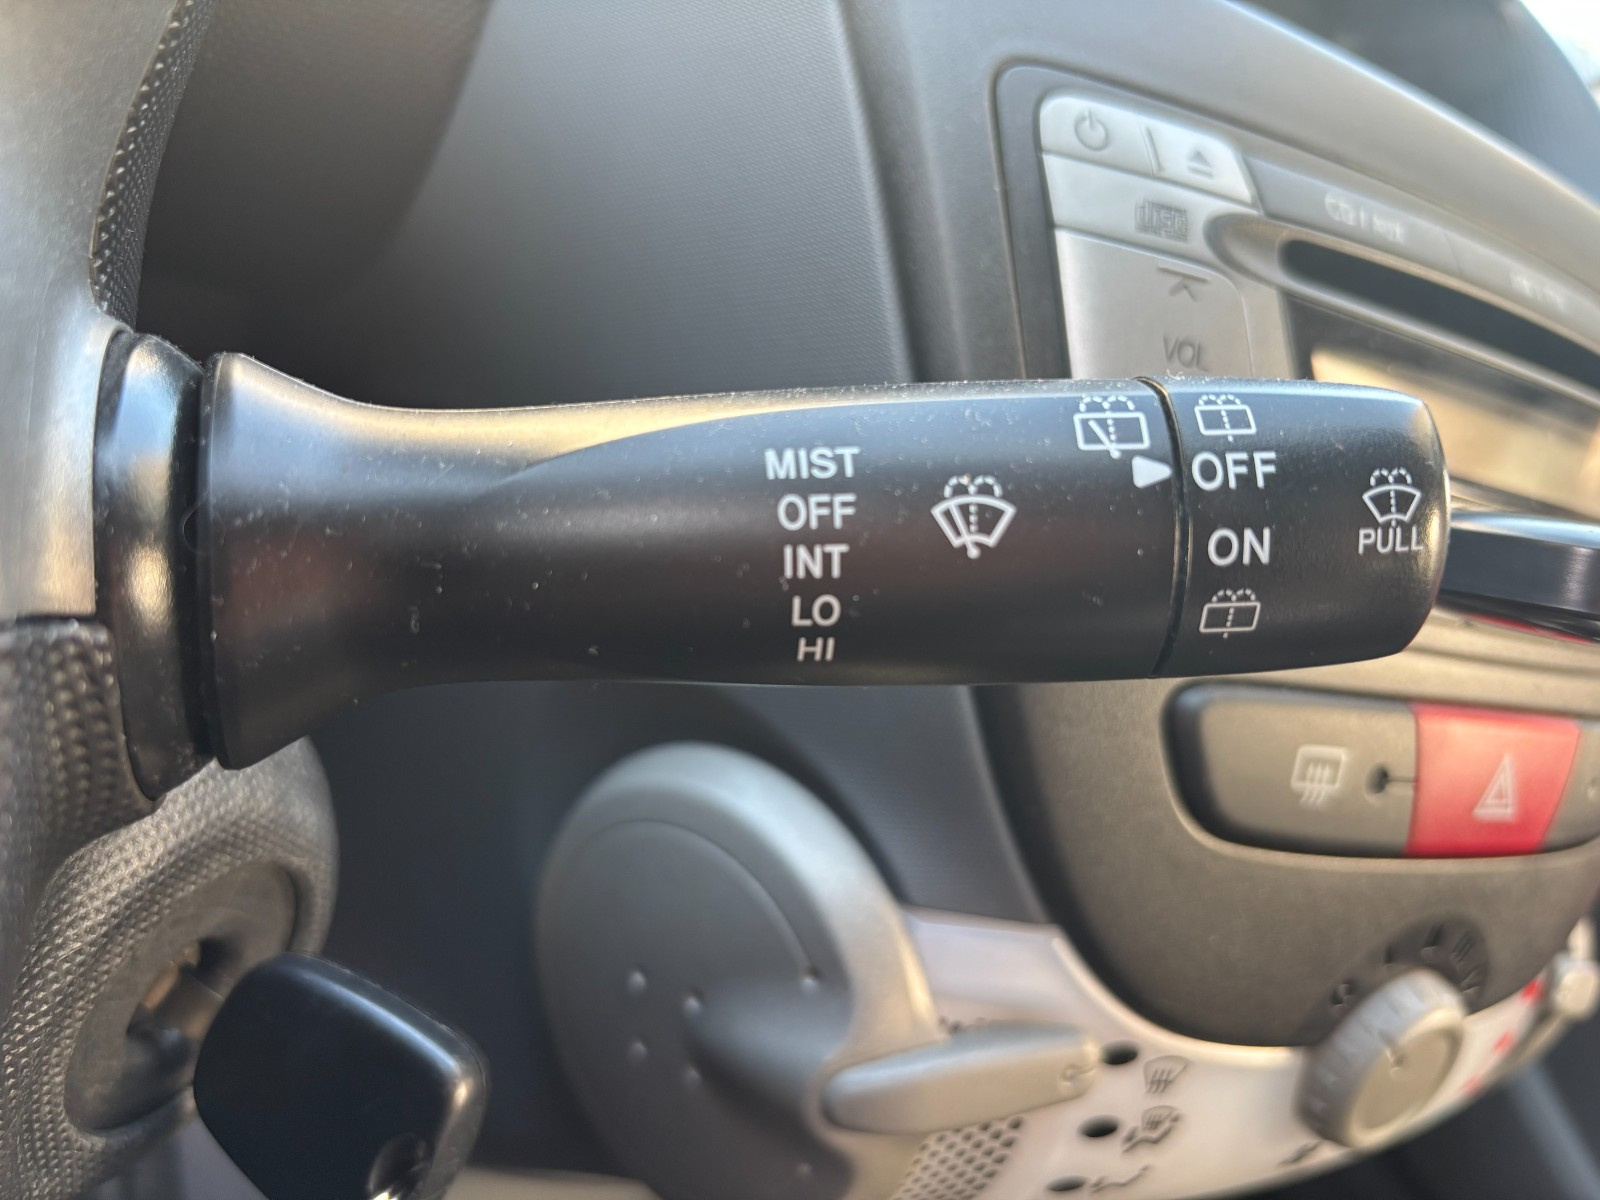 VOL
MIST
OFF
INT
LO
HI
OFF
ON
PULL